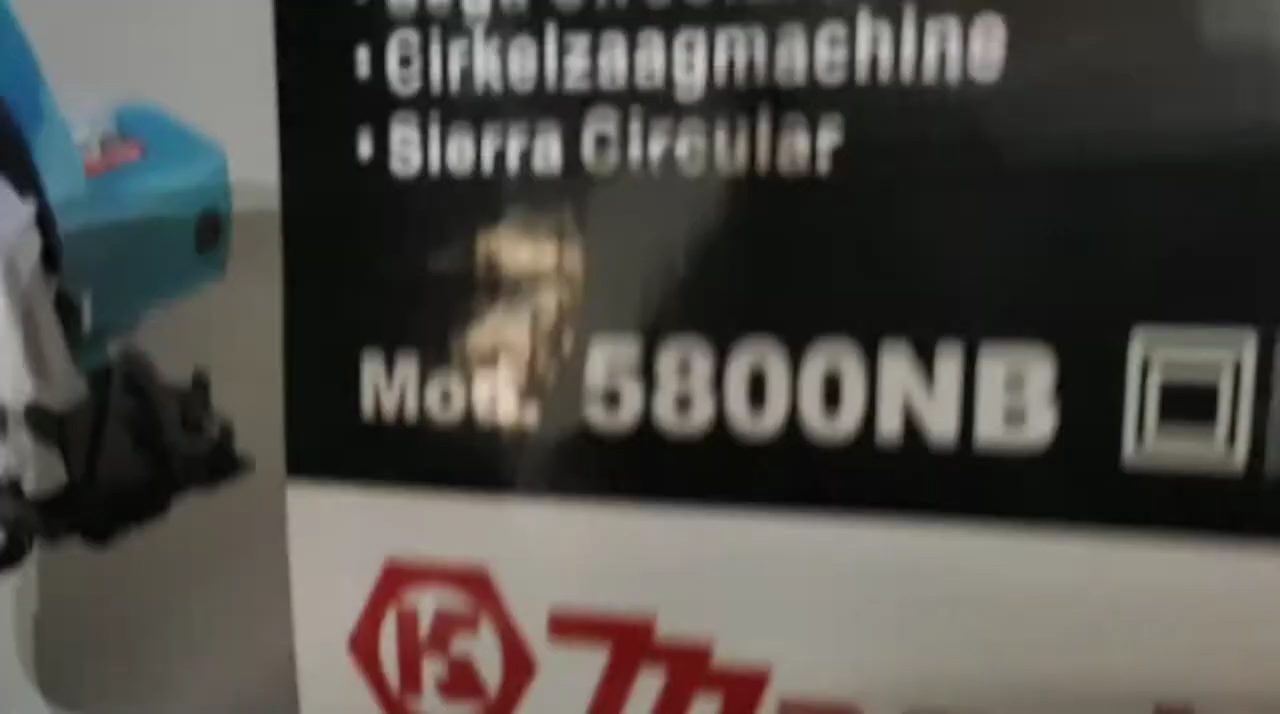 · Cirkelzaagmachine
· Sierra Circular
Mod. 5800NB